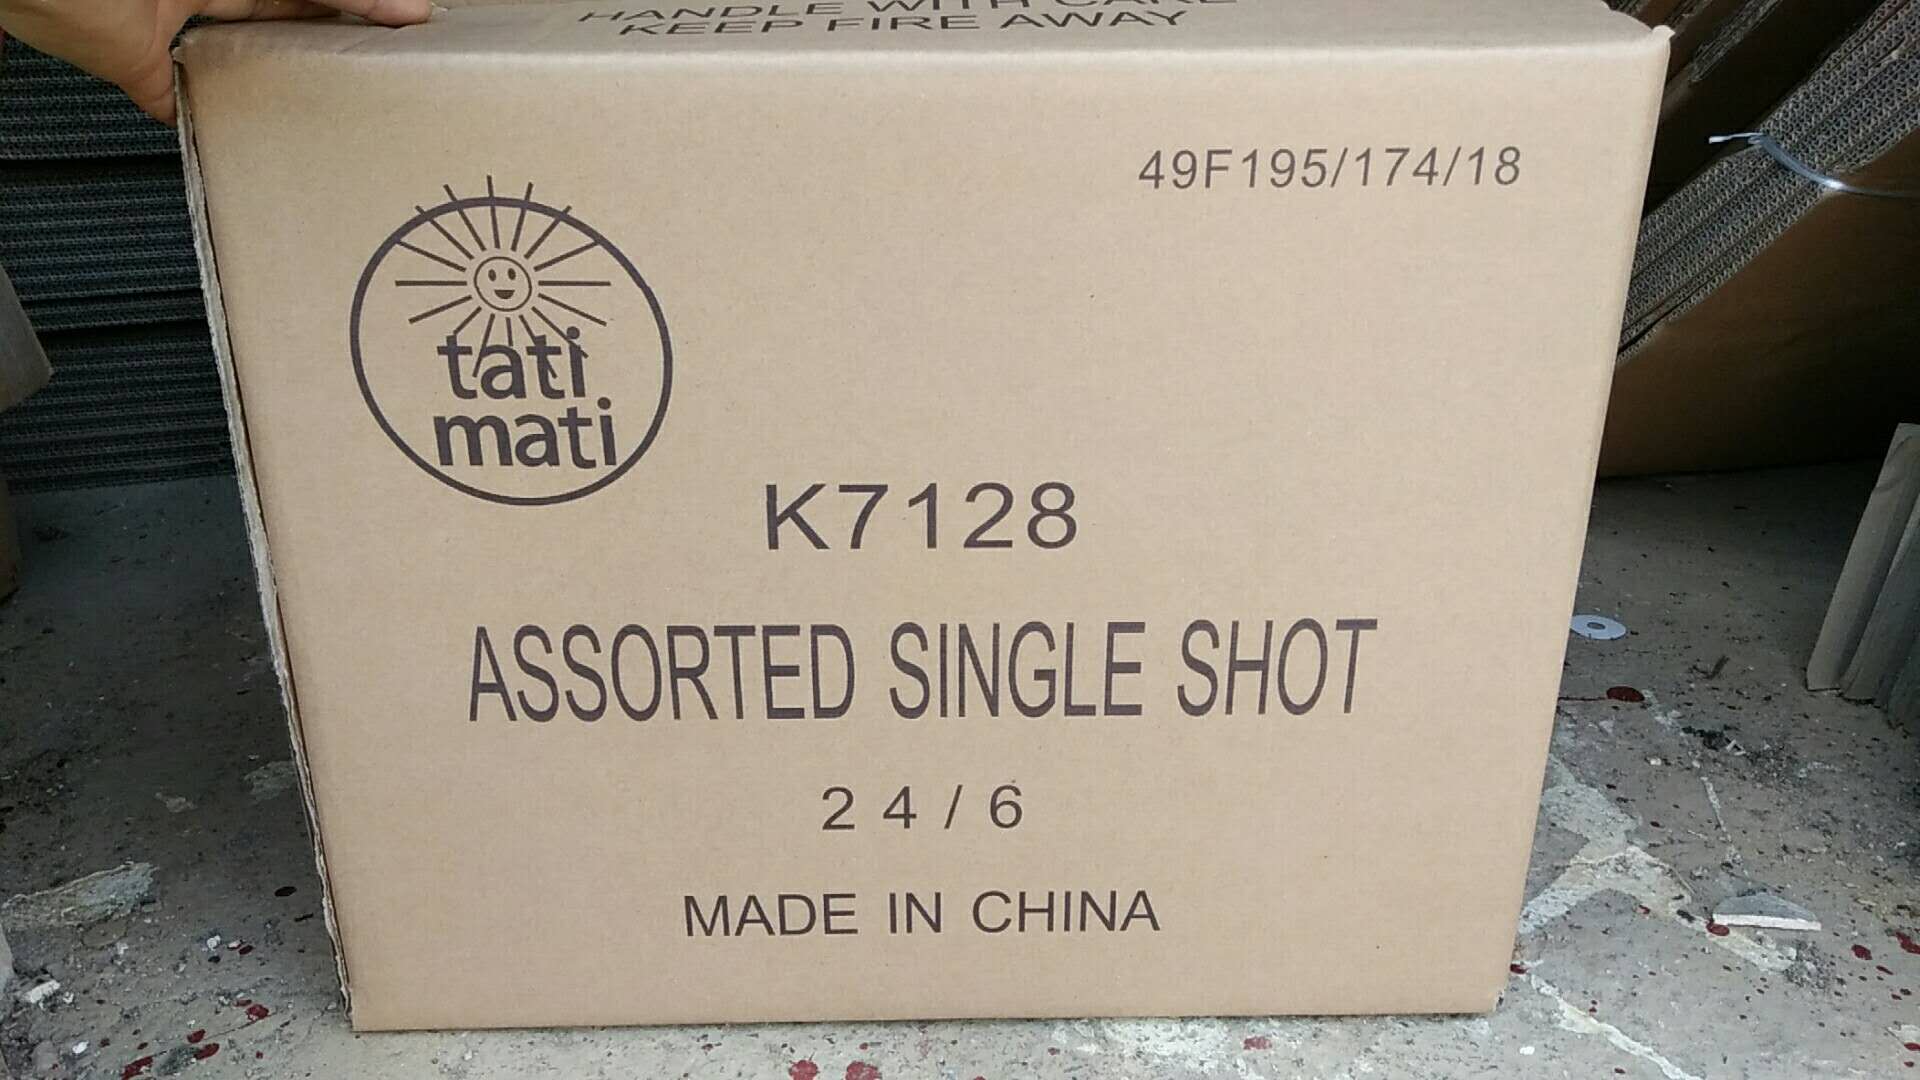 HANDLE WITH CARE
KEEP FIRE AWAY
49F195/174/18
tati
mati
K7128
ASSORTED SINGLE SHOT
24/6
MADE IN CHINA